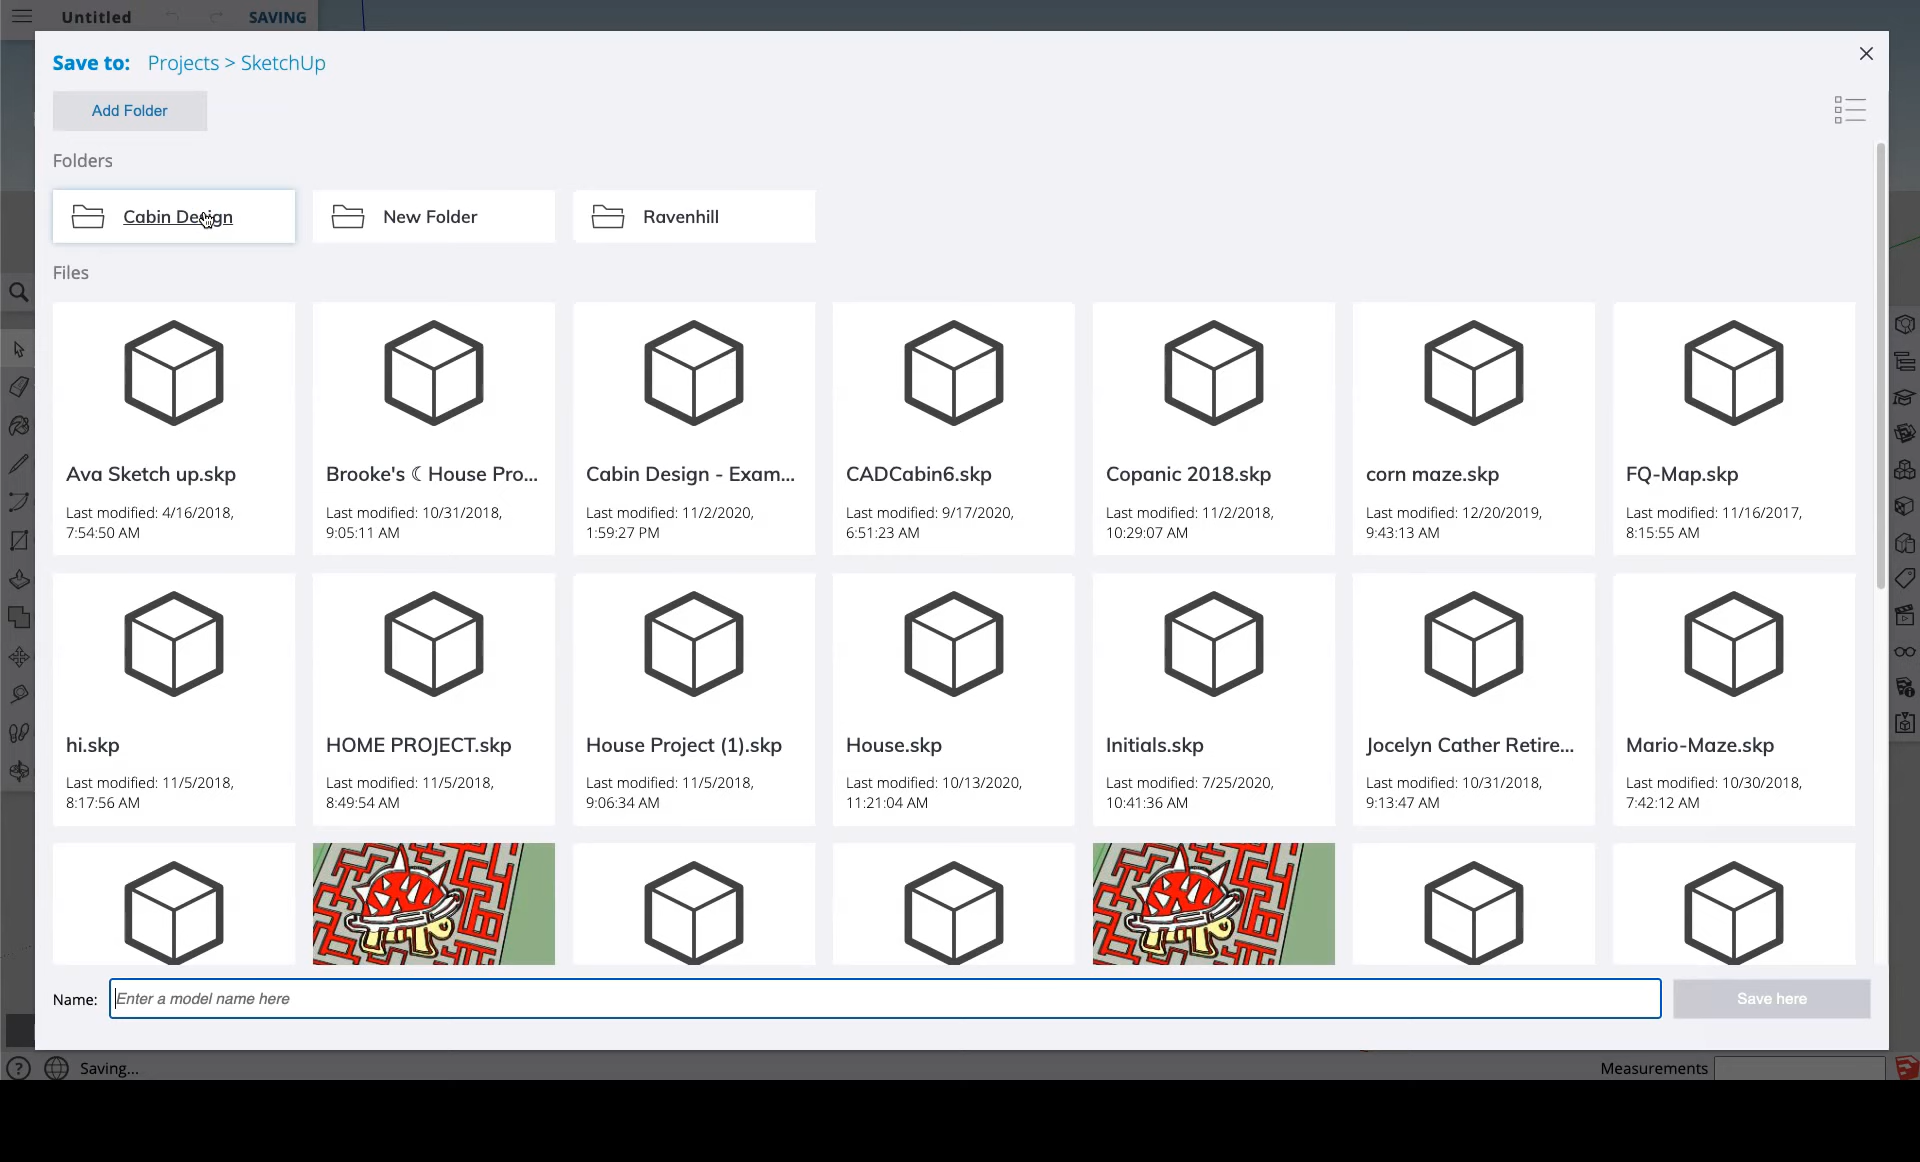 Untitled
SAVING
Save to: Projects > SketchUp
Add Folder
Folders
Cabin Design
New Folder
Ravenhill
Files
Ava Sketch up.skp
Last modified: 4/16/2018,
7:54:50 AM
Brooke's ☾ House Pro...
Last modified: 10/31/2018,
9:05:11 AM
Cabin Design - Exam...
Last modified: 11/2/2020,
1:59:27 PM
CADCabin6.skp
Last modified: 9/17/2020,
6:51:23 AM
Copanic 2018.skp
Last modified: 11/2/2018,
10:29:07 AM
corn maze.skp
Last modified: 12/20/2019,
9:43:13 AM
FQ-Map.skp
Last modified: 11/16/2017,
8:15:55 AM
hi.skp
Last modified: 11/5/2018,
8:17:56 AM
HOME PROJECT.skp
Last modified: 11/5/2018,
8:49:54 AM
House Project (1).skp
Last modified: 11/5/2018,
9:06:34 AM
House.skp
Last modified: 10/13/2020,
11:21:04 AM
Initials.skp
Last modified: 7/25/2020,
10:41:36 AM
Jocelyn Cather Retire...
Last modified: 10/31/2018,
9:13:47 AM
Mario-Maze.skp
Last modified: 10/30/2018,
7:42:12 AM
Name:
Enter a model name here
Save here
Saving...
Measurements